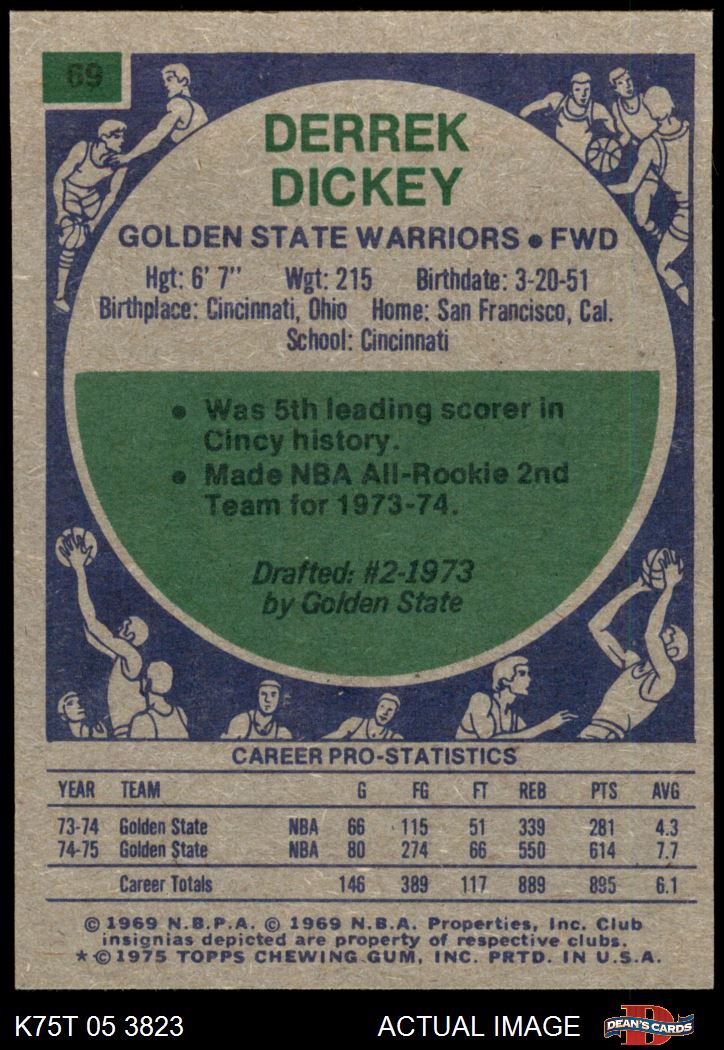 69
DERREK
DICKEY
GOLDEN STATE WARRIORS • FWD
Hgt: 6' 7" Wgt: 215 Birthdate: 3-20-51
Birthplace: Cincinnati, Ohio Home: San Francisco, Cal.
School: Cincinnati
• Was 5th leading scorer in
Cincy history.
• Made NBA All-Rookie 2nd
Team for 1973-74.
Drafted: #2-1973
by Golden State
CAREER PRO-STATISTICS
YEAR TEAM G FG FT REB PTS AVG
73-74 Golden State NBA 66 115 51 339 281 4.3
74-75 Golden State NBA 80 274 66 550 614 7.7
Career Totals 146 389 117 889 895 6.1
© 1969 N.B.P.A. © 1969 N.B.A. Properties, Inc. Club
insignias depicted are property of respective clubs.
* © 1975 TOPPS CHEWING GUM, INC. PRTD. IN U.S.A.
K75T 05 3823 ACTUAL IMAGE D DEAN'S CARDS